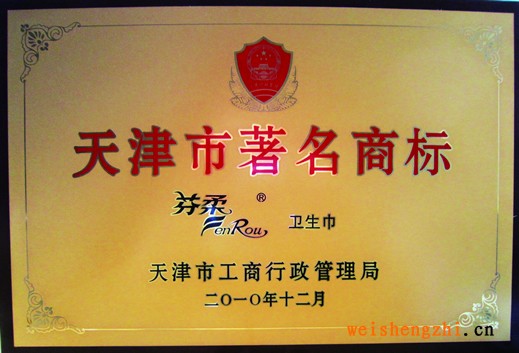 天津市著名商标
芬柔 ®
FenRou 卫生巾
天津市工商行政管理局
二〇一〇年十二月
weishengzhi.cn